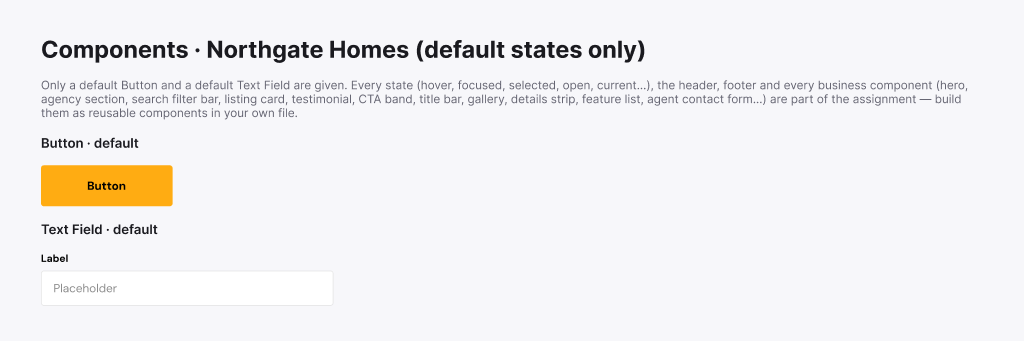 Components · Northgate Homes (default states only)
Only a default Button and a default Text Field are given. Every state (hover, focused, selected, open, current...), the header, footer and every business component (hero,
agency section, search filter bar, listing card, testimonial, CTA band, title bar, gallery, details strip, feature list, agent contact form...) are part of the assignment — build
them as reusable components in your own file.
Button · default
Button
Text Field · default
Label
Placeholder